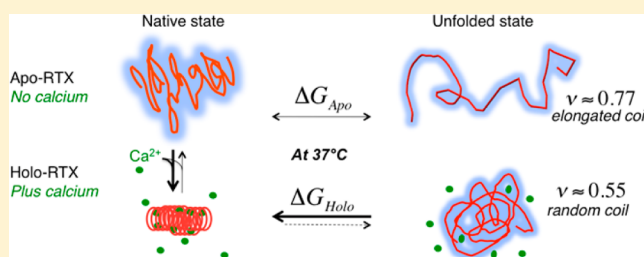 Native state
Unfolded state
Apo-RTX
No calcium
ΔG_Apo
ν ≈ 0.77
elongated coil
Ca²⁺
At 37°C
Holo-RTX
Plus calcium
ΔG_Holo
ν ≈ 0.55
random coil